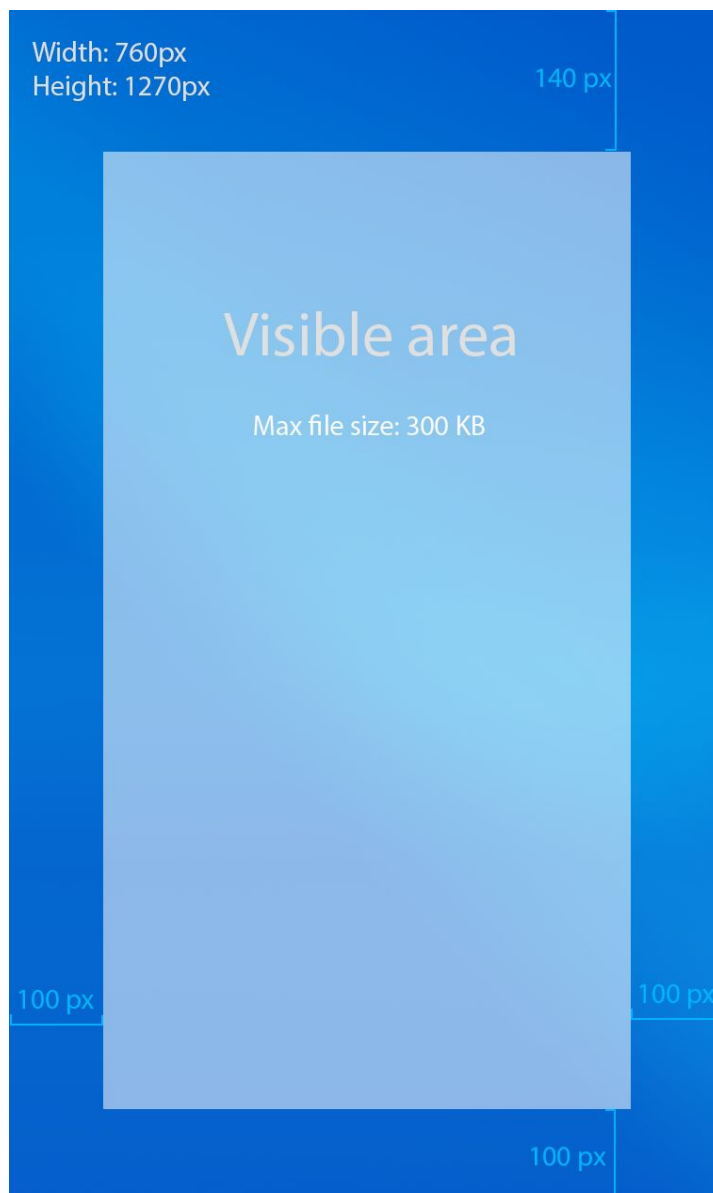 Width: 760px
Height: 1270px
140 px
Visible area
Max file size: 300 KB
100 px
100 px
100 px